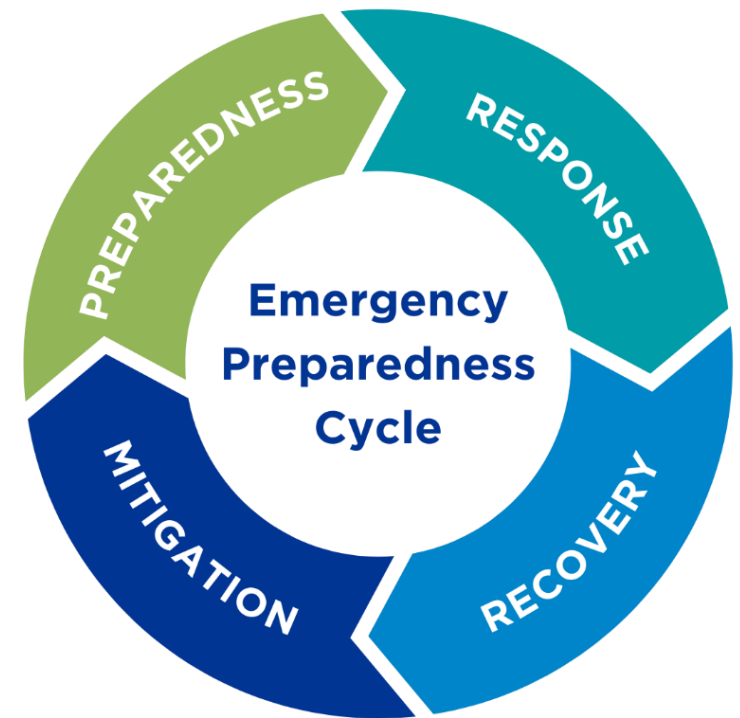 PREPAREDNESS
RESPONSE
Emergency
Preparedness
Cycle
MITIGATION
RECOVERY